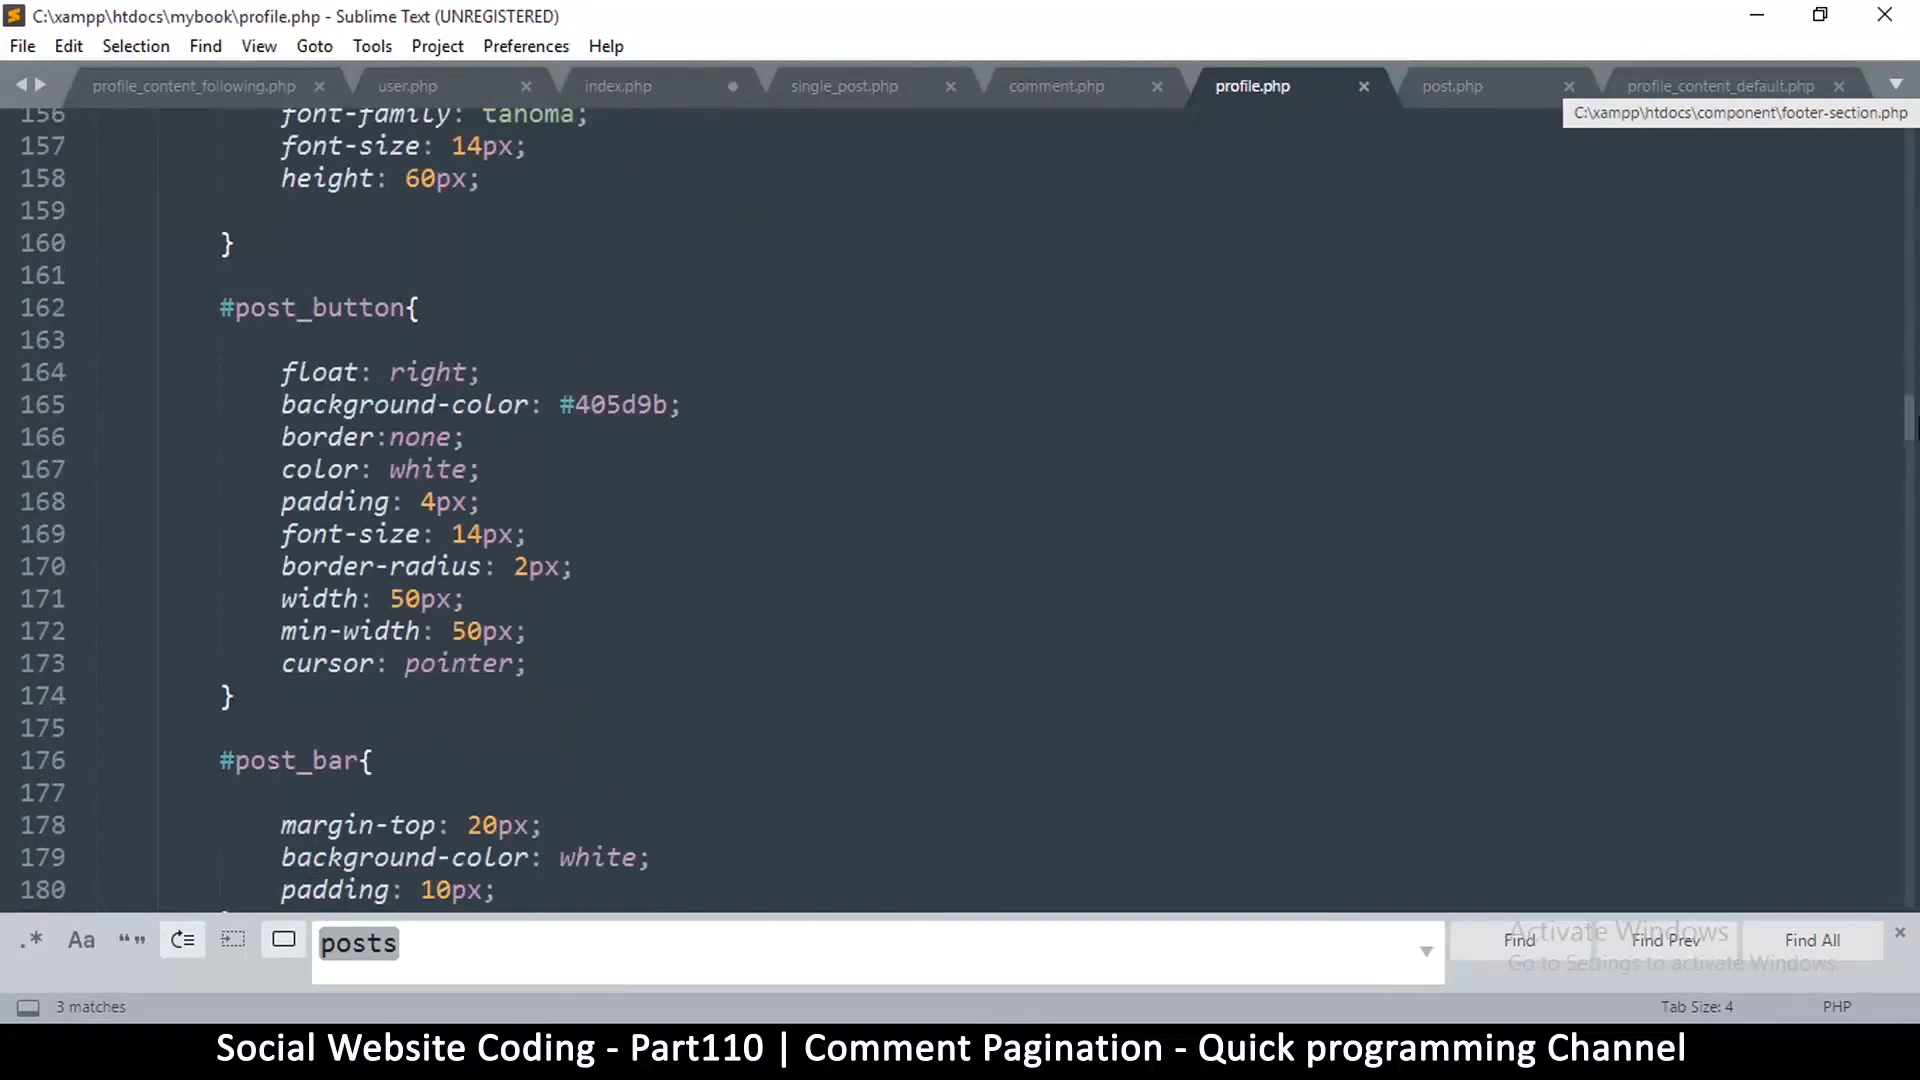 C:\xampp\htdocs\mybook\profile.php - Sublime Text (UNREGISTERED)
File Edit Selection Find View Goto Tools Project Preferences Help
profile_content_following.php user.php index.php single_post.php comment.php profile.php post.php profile_content_default.php
C:\xampp\htdocs\component\footer-section.php
156 font-family: tahoma;
157 font-size: 14px;
158 height: 60px;
159
160 }
161
162 #post_button{
163
164 float: right;
165 background-color: #405d9b;
166 border:none;
167 color: white;
168 padding: 4px;
169 font-size: 14px;
170 border-radius: 2px;
171 width: 50px;
172 min-width: 50px;
173 cursor: pointer;
174 }
175
176 #post_bar{
177
178 margin-top: 20px;
179 background-color: white;
180 padding: 10px;
.* Aa “” posts Find Find Prev Find All
Activate Windows
Go to Settings to activate Windows.
3 matches Tab Size: 4 PHP
Social Website Coding - Part110 | Comment Pagination - Quick programming Channel